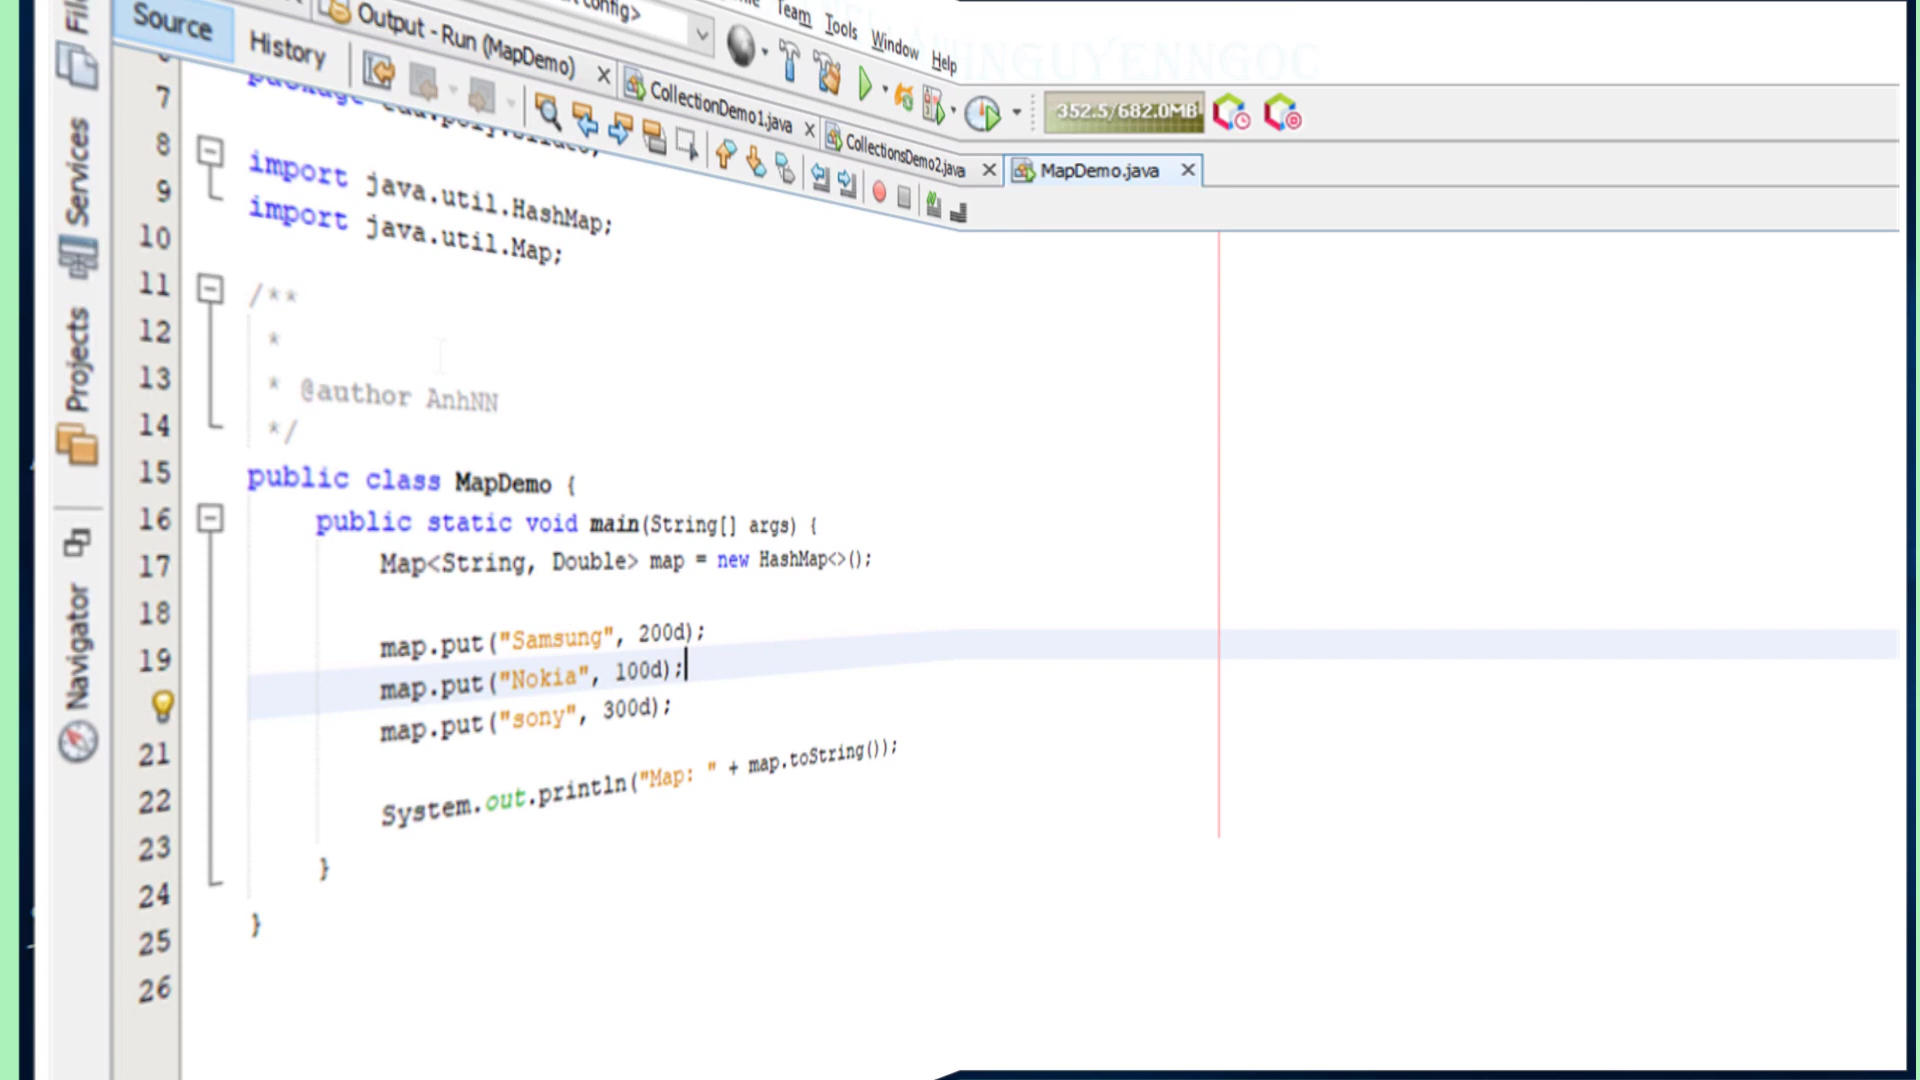 config>
Team Tools Window Help
NGUYENNGOC
Source
History
Output - Run (MapDemo)
CollectionDemo1.java
CollectionsDemo2.java
MapDemo.java
352.5/682.0MB
Services
Projects
Navigator
7 package
8
9 import java.util.HashMap;
10 import java.util.Map;
11
12 /**
13 *
14 * @author AnhNN
15 */
16 public class MapDemo {
17 public static void main(String[] args) {
18 Map<String, Double> map = new HashMap<>();
19
map.put("Samsung", 200d);
21 map.put("Nokia", 100d);
22 map.put("sony", 300d);
23
24 System.out.println("Map: " + map.toString());
25 }
26 }